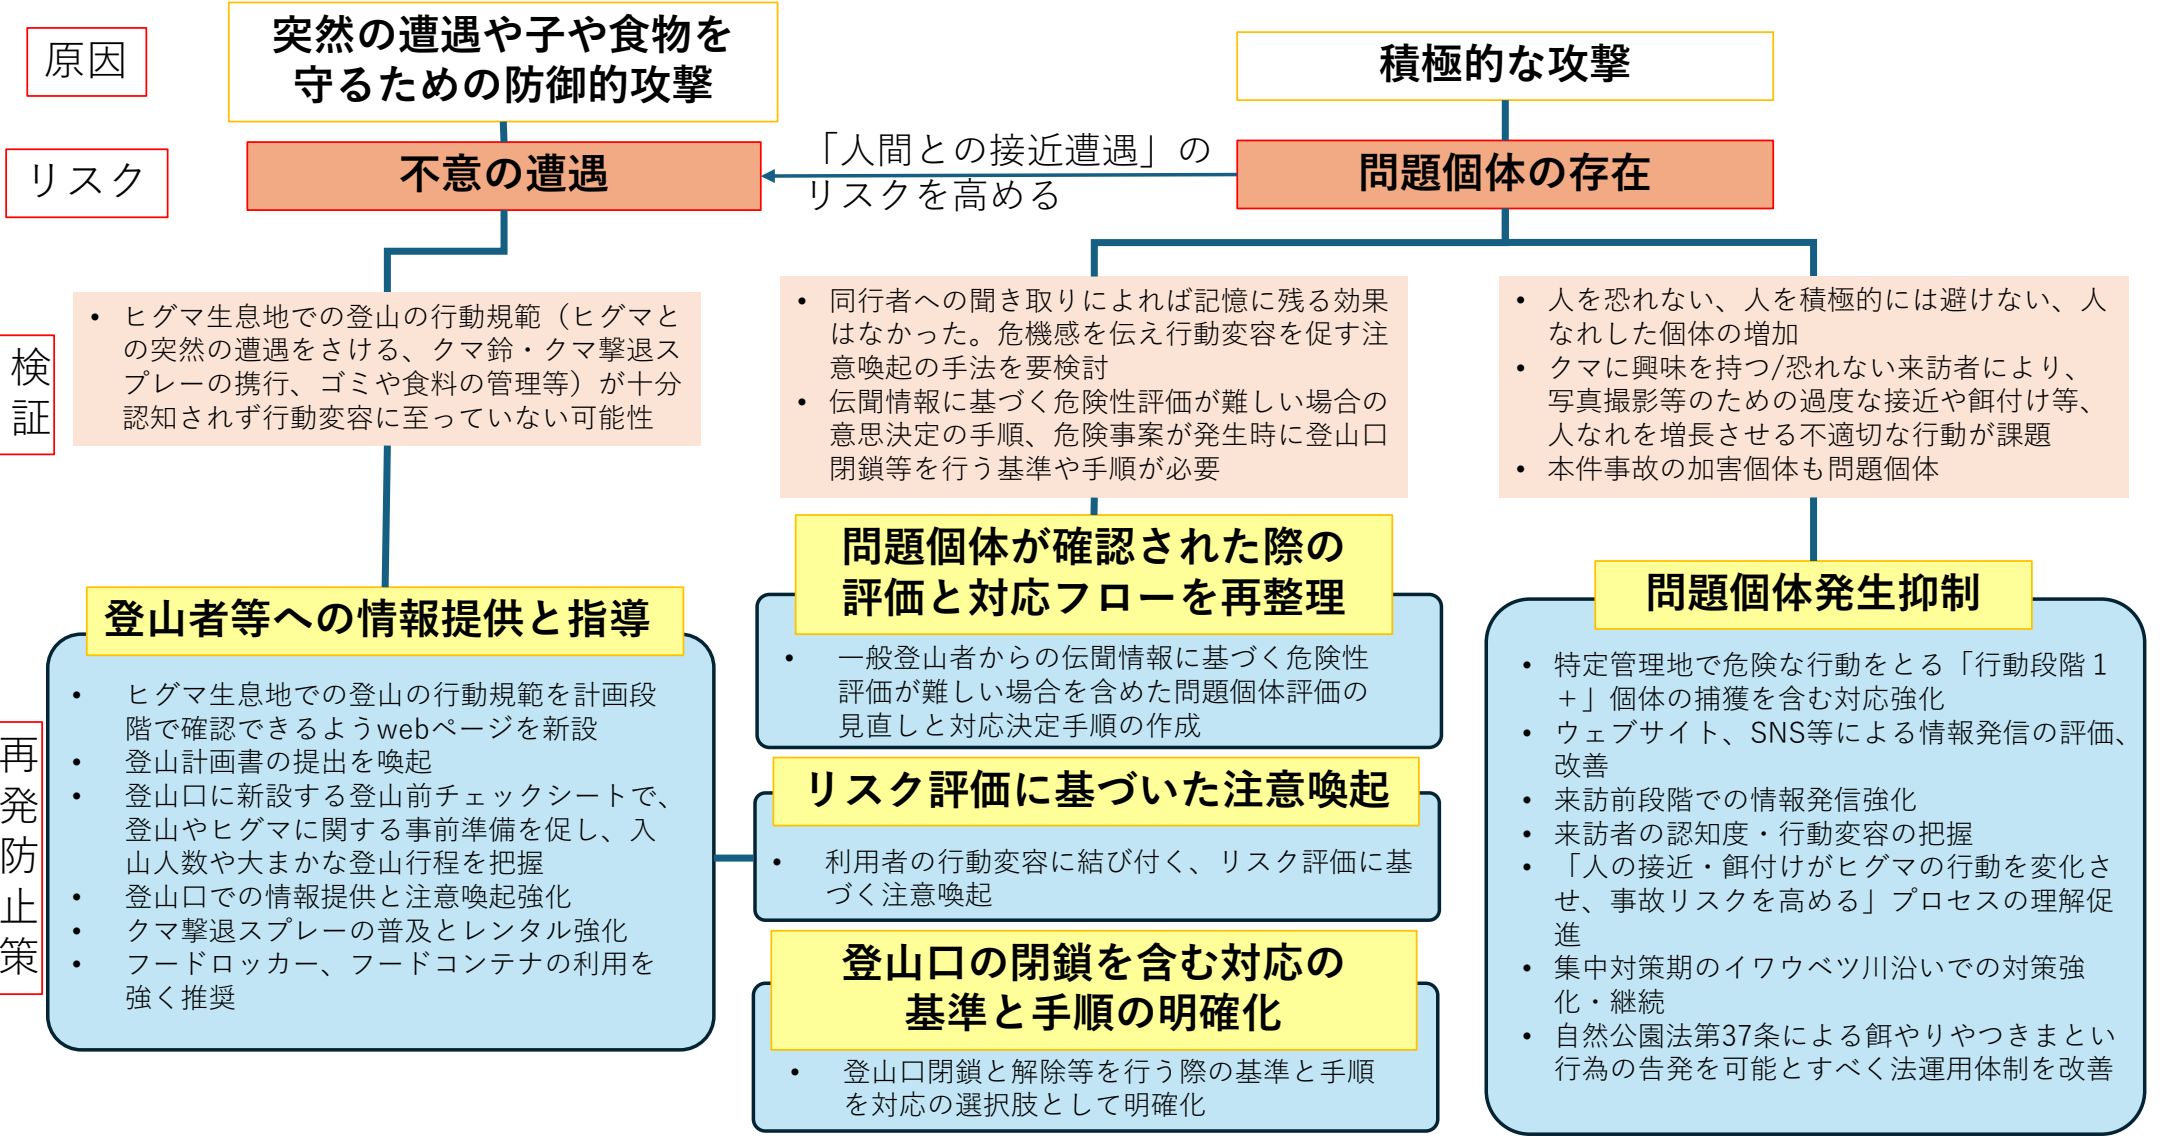 原因
突然の遭遇や子や食物を
守るための防御的攻撃
積極的な攻撃
リスク
不意の遭遇
「人間との接近遭遇」の
リスクを高める
問題個体の存在
検証
• ヒグマ生息地での登山の行動規範（ヒグマと
の突然の遭遇をさける、クマ鈴・クマ撃退ス
プレーの携行、ゴミや食料の管理等）が十分
認知されず行動変容に至っていない可能性
• 同行者への聞き取りによれば記憶に残る効果
はなかった。危機感を伝え行動変容を促す注
意喚起の手法を要検討
• 伝聞情報に基づく危険性評価が難しい場合の
意思決定の手順、危険事案が発生時に登山口
閉鎖等を行う基準や手順が必要
• 人を恐れない、人を積極的には避けない、人
なれした個体の増加
• クマに興味を持つ/恐れない来訪者により、
写真撮影等のための過度な接近や餌付け等、
人なれを増長させる不適切な行動が課題
• 本件事故の加害個体も問題個体
再発防止策
登山者等への情報提供と指導
• ヒグマ生息地での登山の行動規範を計画段
階で確認できるようwebページを新設
• 登山計画書の提出を喚起
• 登山口に新設する登山前チェックシートで、
登山やヒグマに関する事前準備を促し、入
山人数や大まかな登山行程を把握
• 登山口での情報提供と注意喚起強化
• クマ撃退スプレーの普及とレンタル強化
• フードロッカー、フードコンテナの利用を
強く推奨
問題個体が確認された際の
評価と対応フローを再整理
• 一般登山者からの伝聞情報に基づく危険性
評価が難しい場合を含めた問題個体評価の
見直しと対応決定手順の作成
リスク評価に基づいた注意喚起
• 利用者の行動変容に結び付く、リスク評価に基
づく注意喚起
登山口の閉鎖を含む対応の
基準と手順の明確化
• 登山口閉鎖と解除等を行う際の基準と手順
を対応の選択肢として明確化
問題個体発生抑制
• 特定管理地で危険な行動をとる「行動段階１
＋」個体の捕獲を含む対応強化
• ウェブサイト、SNS等による情報発信の評価、
改善
• 来訪前段階での情報発信強化
• 来訪者の認知度・行動変容の把握
• 「人の接近・餌付けがヒグマの行動を変化さ
せ、事故リスクを高める」プロセスの理解促
進
• 集中対策期のイワウベツ川沿いでの対策強
化・継続
• 自然公園法第37条による餌やりやつきまとい
行為の告発を可能とすべく法運用体制を改善